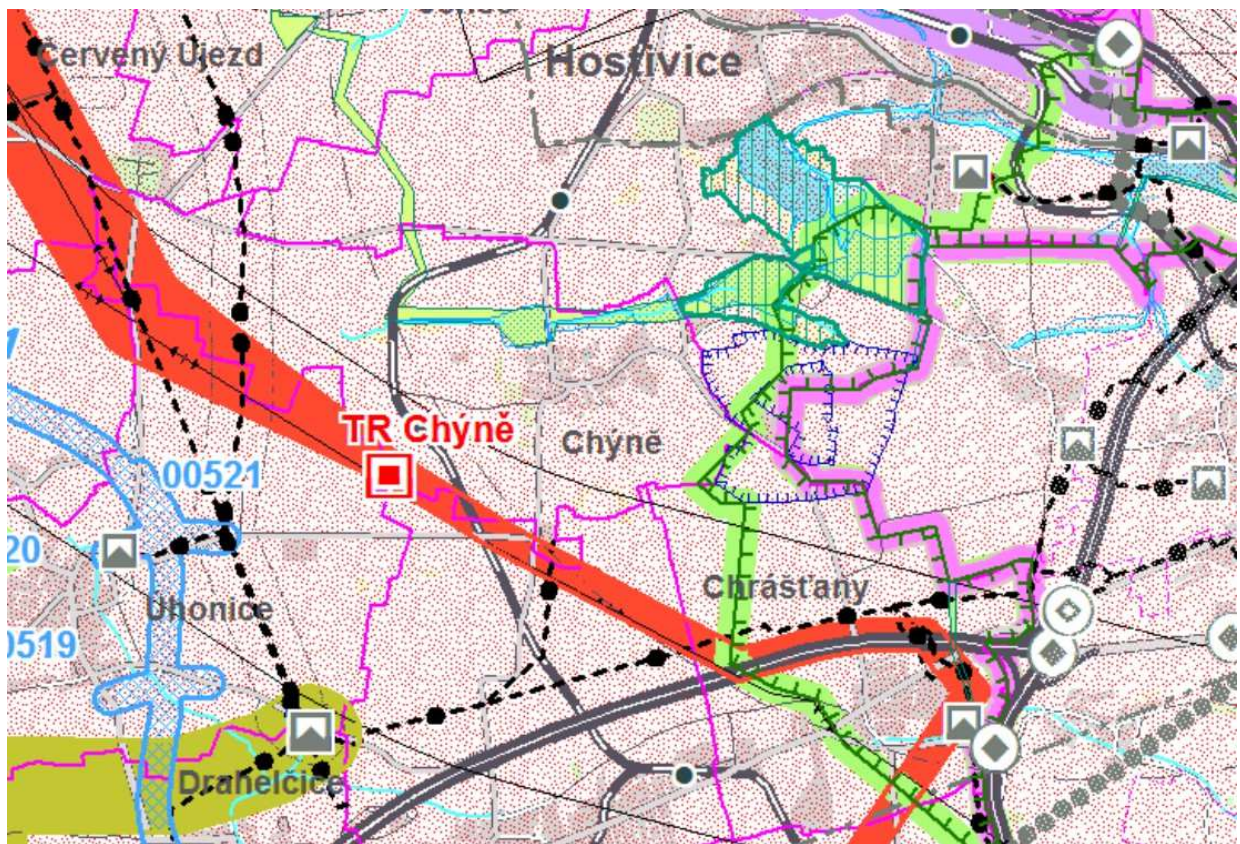 Červený Újezd
Hostivice
TR Chýně
Chýně
00521
20
Úhonice
Chrášťany
0519
Drahelčice